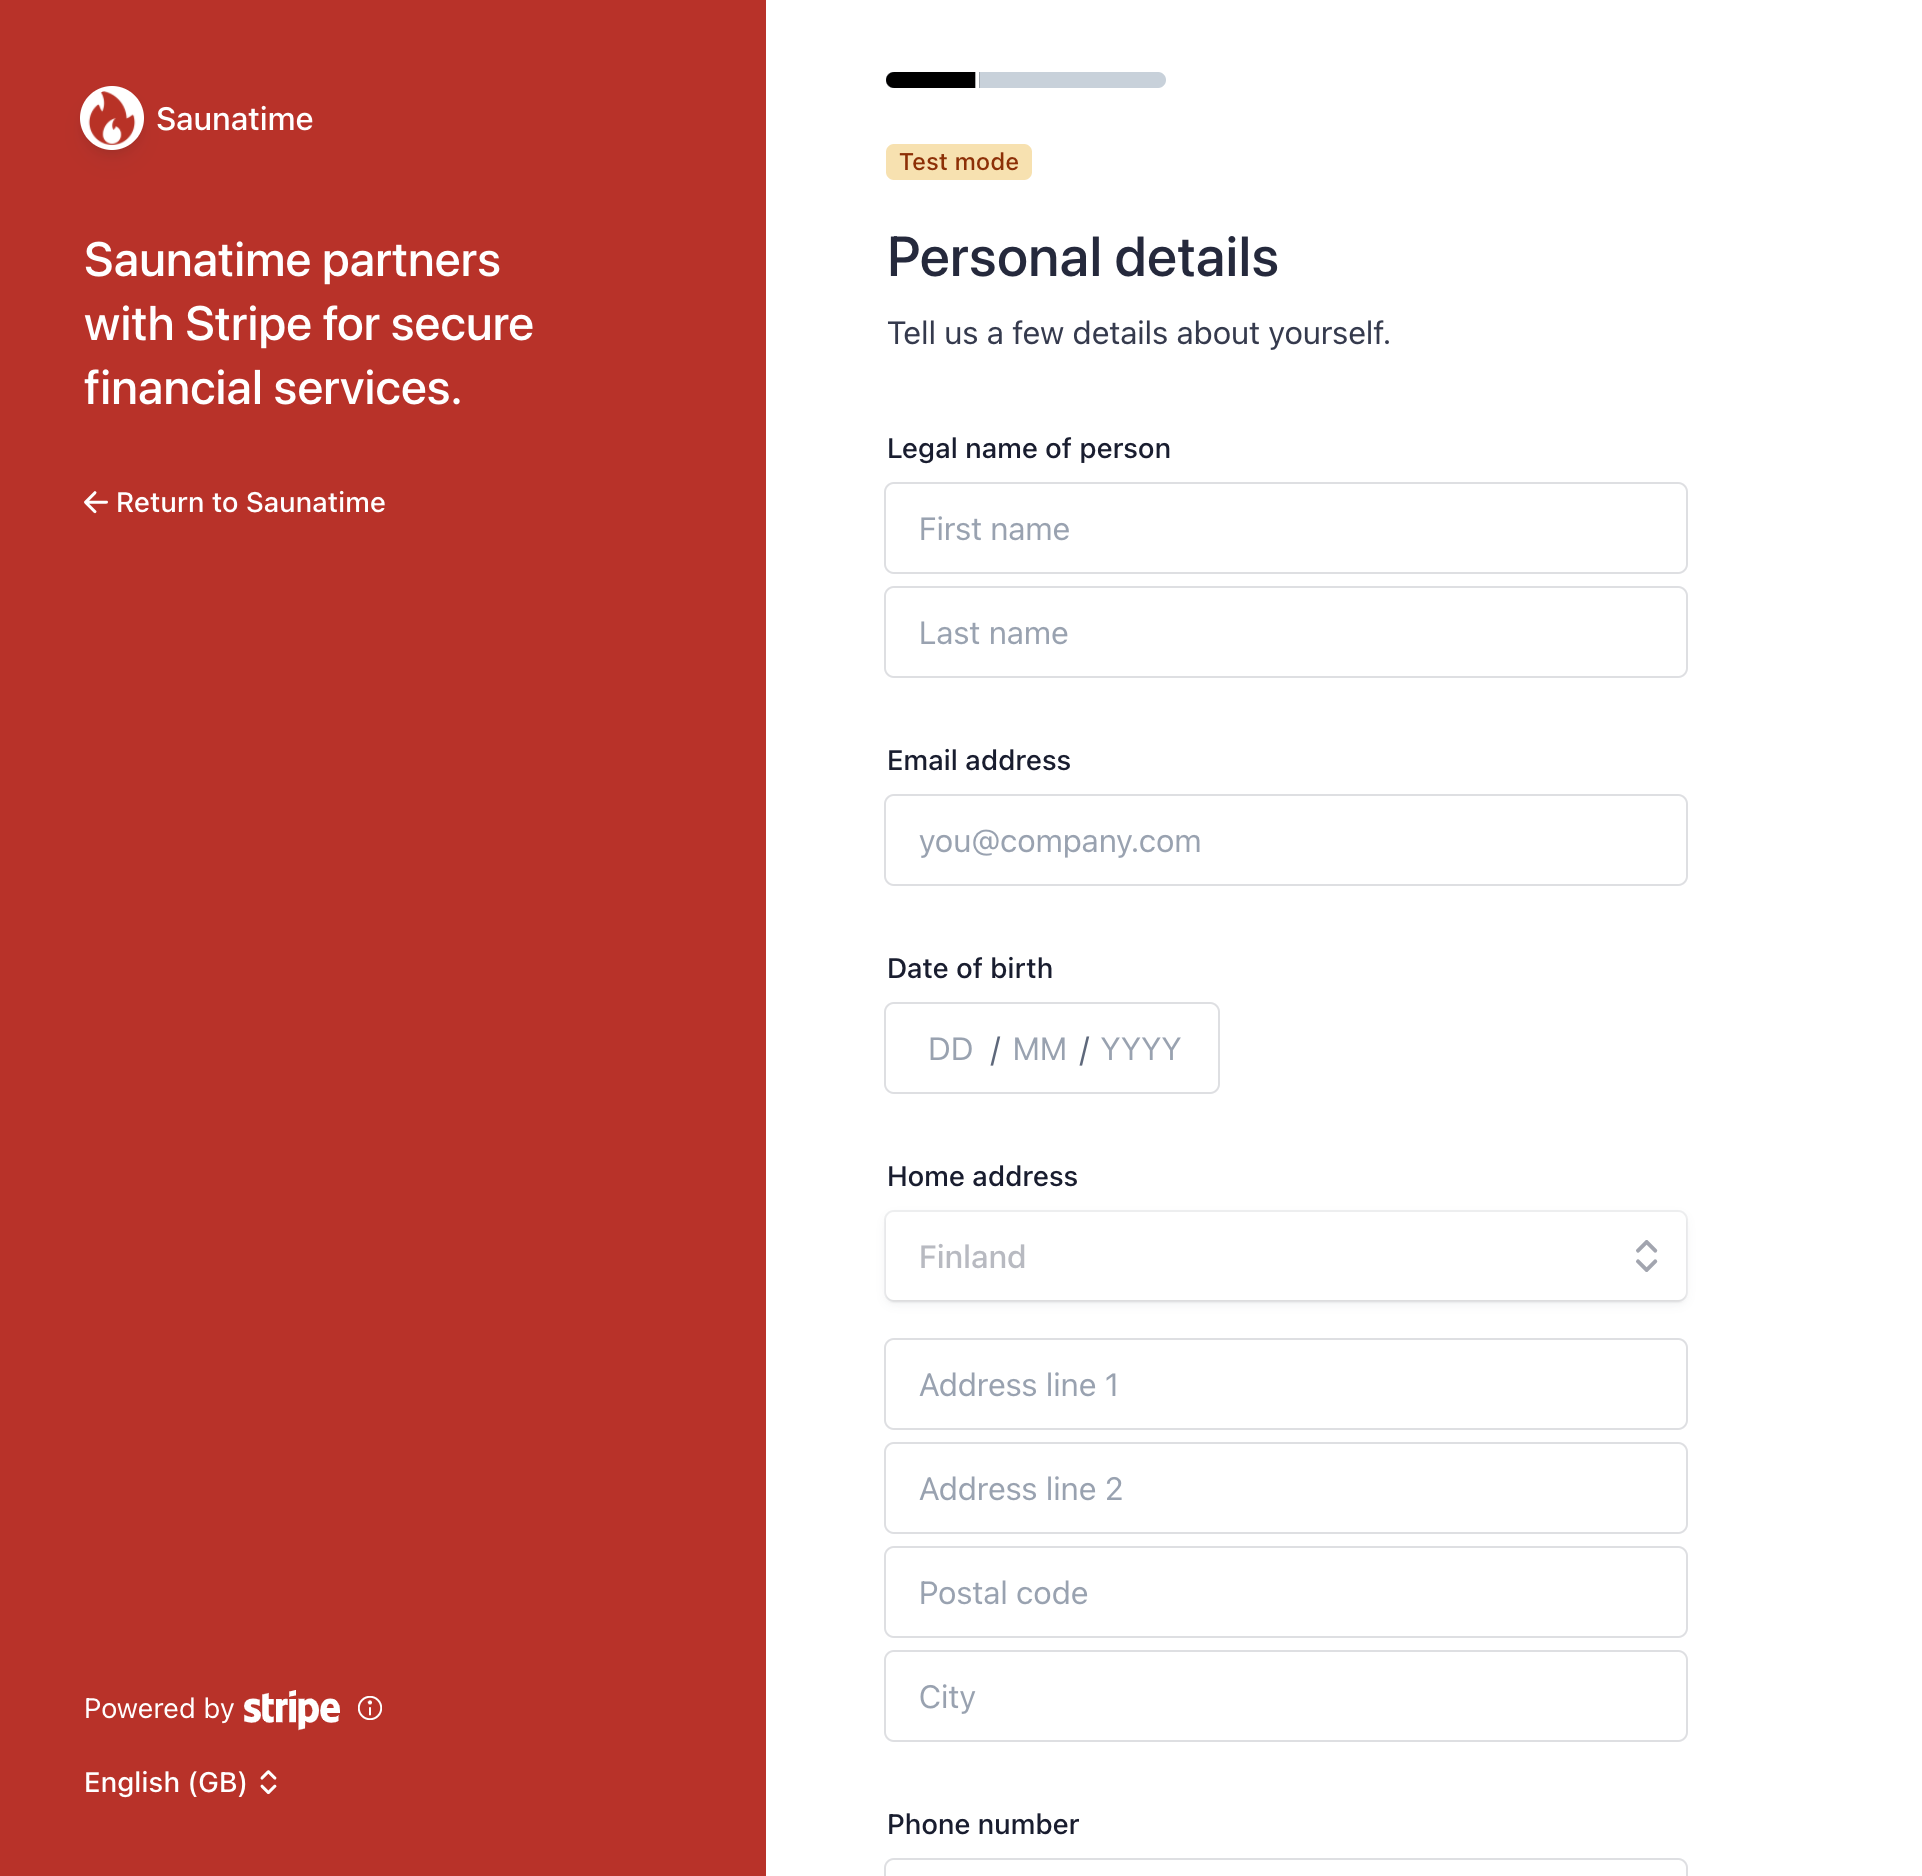 Saunatime
Saunatime partners
with Stripe for secure
financial services.
Return to Saunatime
Powered by stripe
English (GB)
Test mode
Personal details
Tell us a few details about yourself.
Legal name of person
First name
Last name
Email address
you@company.com
Date of birth
DD / MM / YYYY
Home address
Finland
Address line 1
Address line 2
Postal code
City
Phone number